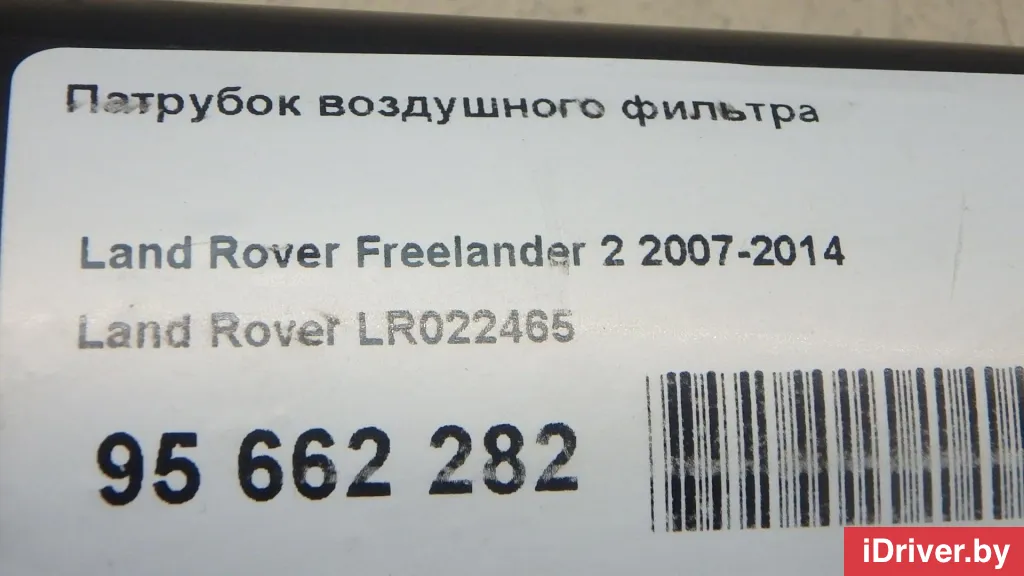 Патрубок воздушного фильтра
Land Rover Freelander 2 2007-2014
Land Rover LR022465
95 662 282
iDriver.by